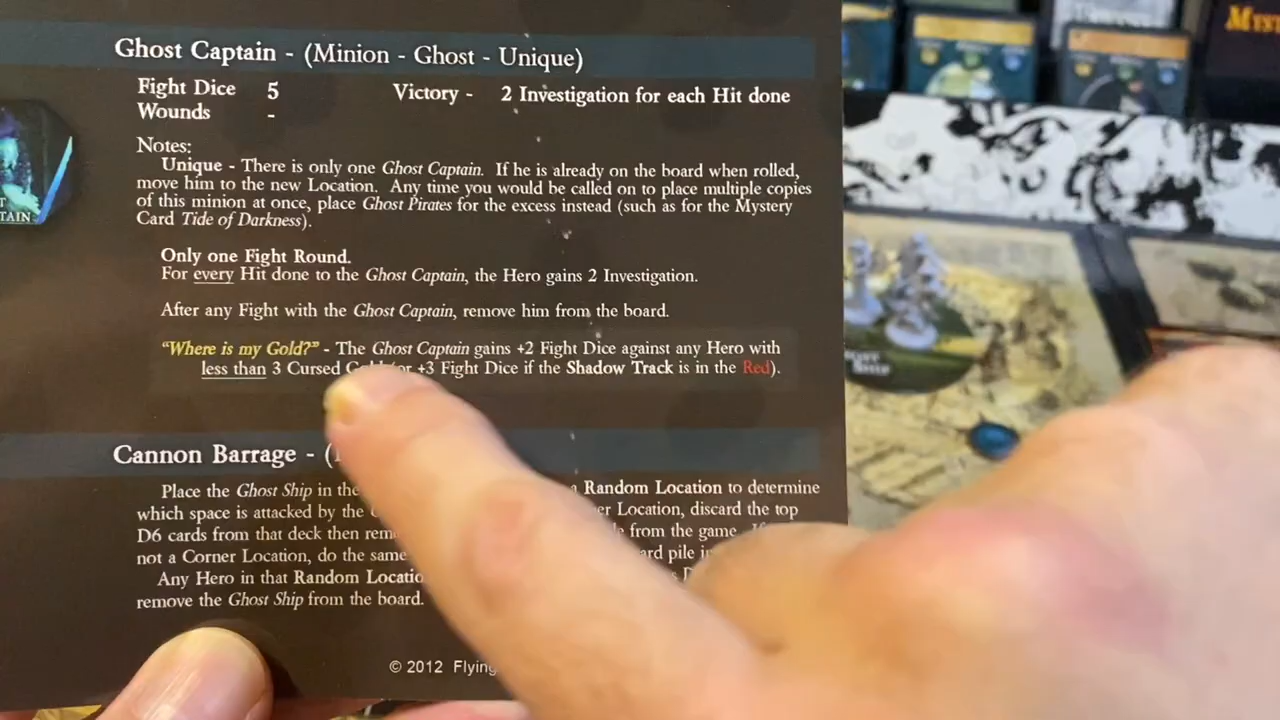 Ghost Captain - (Minion - Ghost - Unique)
Fight Dice 5 Victory - 2 Investigation for each Hit done
Wounds -
Notes:
Unique - There is only one Ghost Captain. If he is already on the board when rolled,
move him to the new Location. Any time you would be called on to place multiple copies
of this minion at once, place Ghost Pirates for the excess instead (such as for the Mystery
Card Tide of Darkness).
Only one Fight Round.
For every Hit done to the Ghost Captain, the Hero gains 2 Investigation.
After any Fight with the Ghost Captain, remove him from the board.
"Where is my Gold?" - The Ghost Captain gains +2 Fight Dice against any Hero with
less than 3 Cursed +3 Fight Dice if the Shadow Track is in the Red).
Cannon Barrage - (
Place the Ghost Ship in the Random Location to determine
which space is attacked by the Location, discard the top
D6 cards from that deck then from the game.
not a Corner Location, do the same pile
Any Hero in that Random
remove the Ghost Ship from the board.
© 2012 Flying
TAIN
SHIP